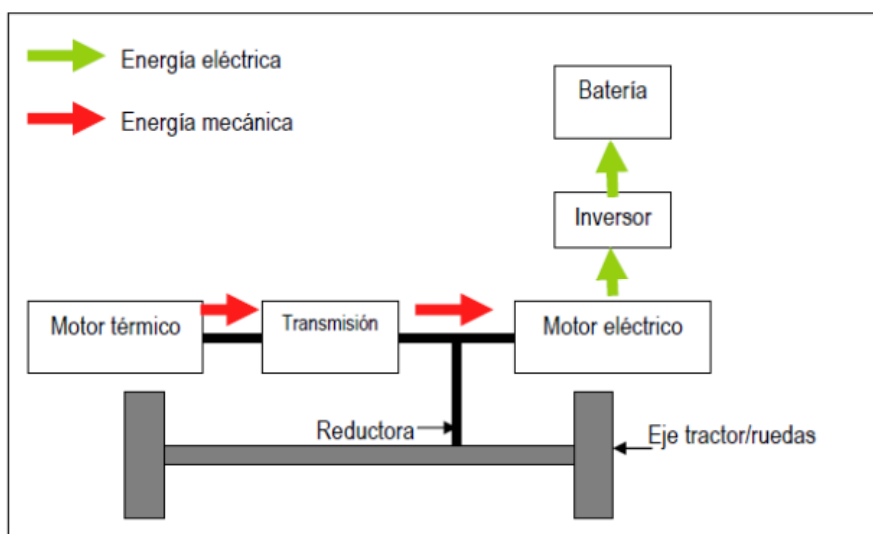 Energía eléctrica
Energía mecánica
Batería
Inversor
Motor térmico
Transmisión
Motor eléctrico
Reductora
Eje tractor/ruedas